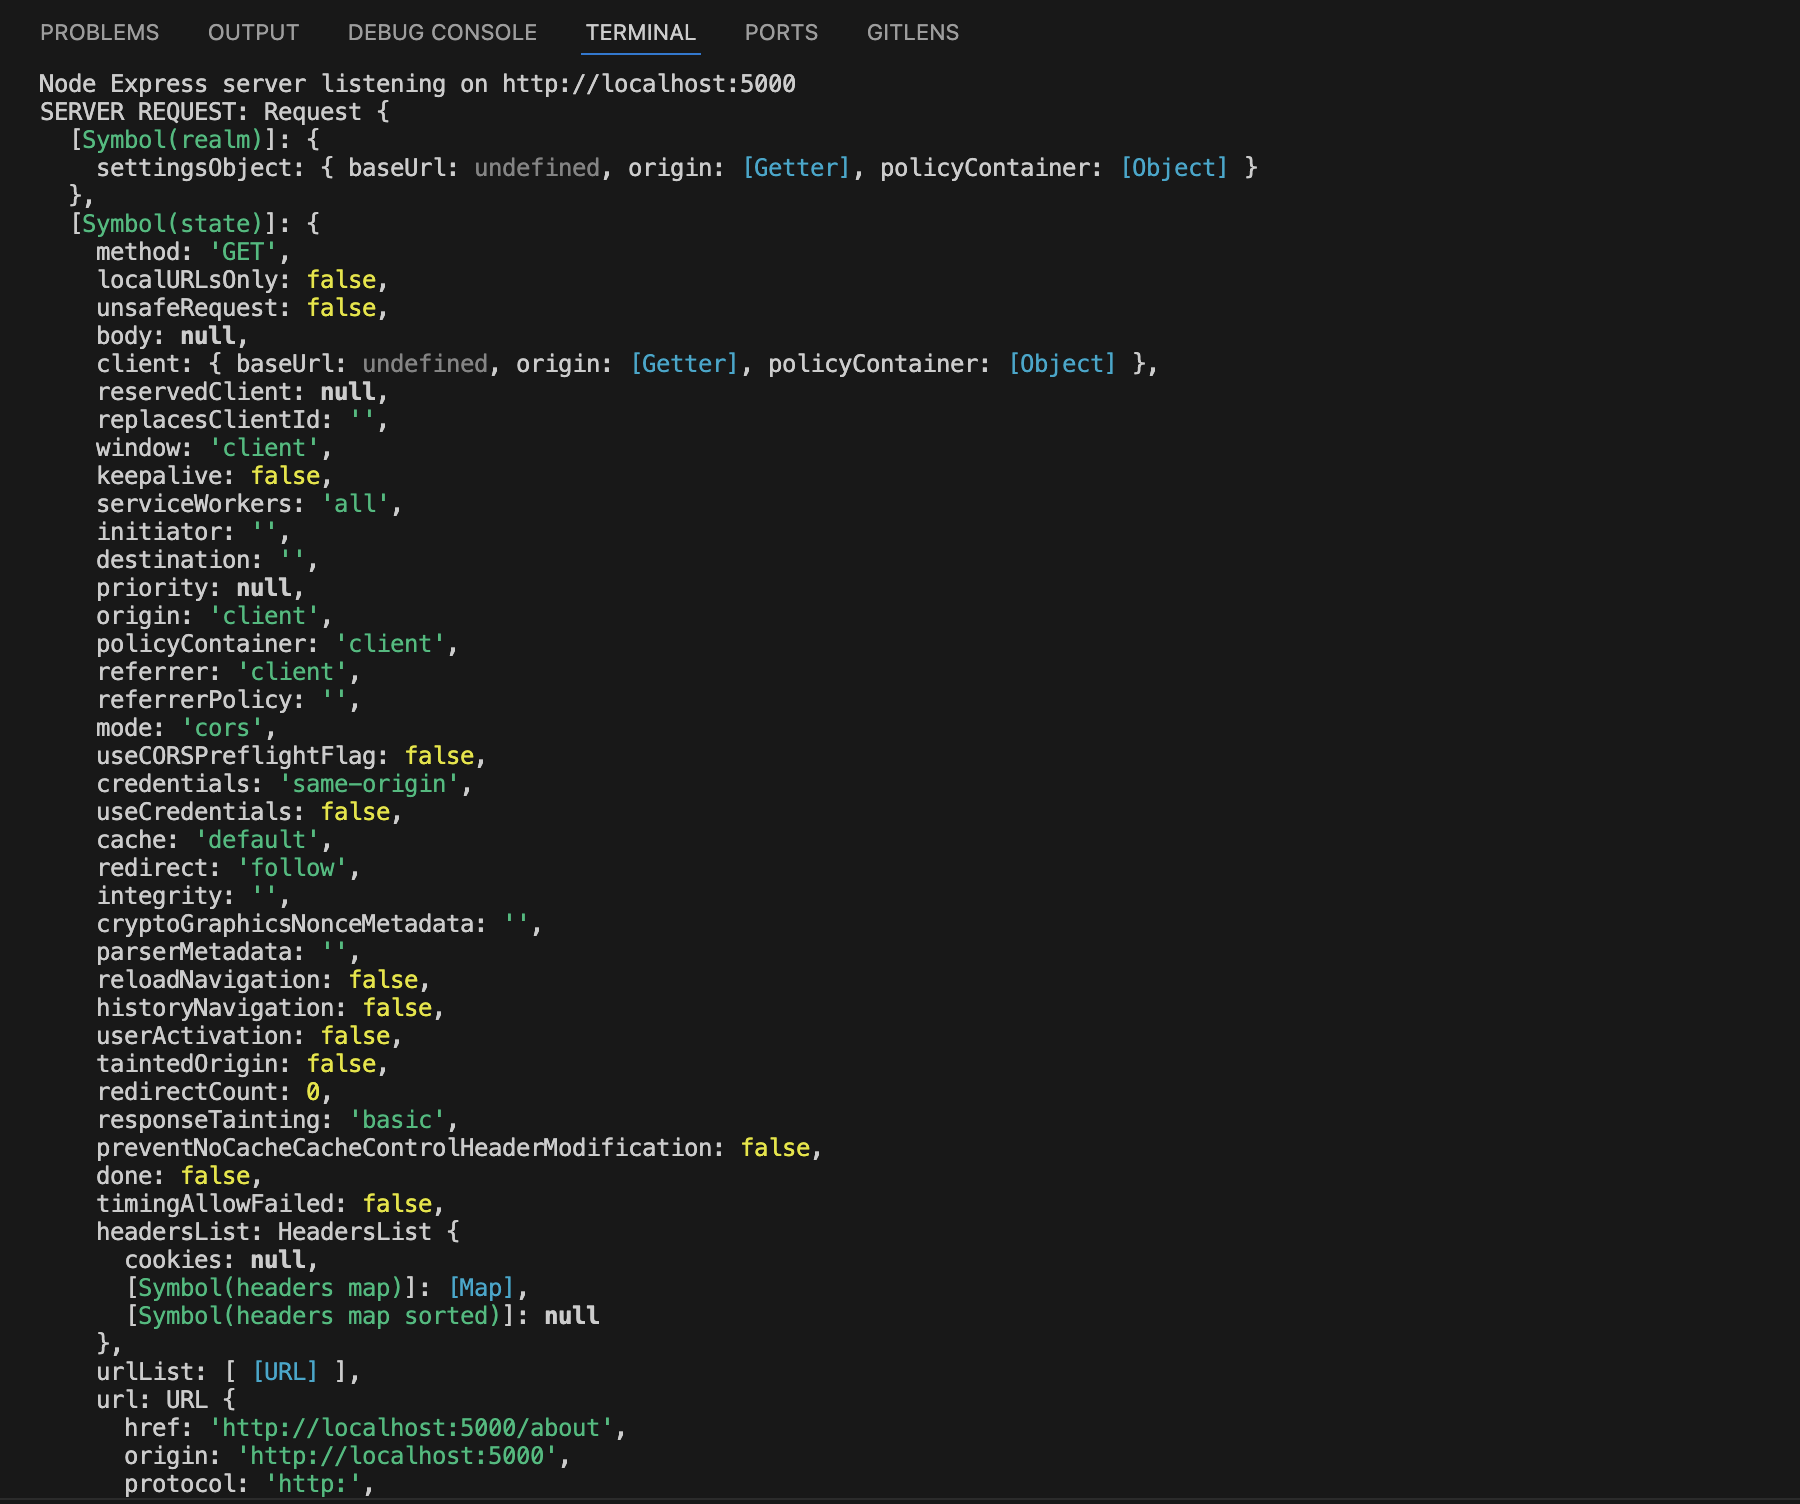 PROBLEMS OUTPUT DEBUG CONSOLE TERMINAL PORTS GITLENS
Node Express server listening on http://localhost:5000
SERVER REQUEST: Request {
  [Symbol(realm)]: {
    settingsObject: { baseUrl: undefined, origin: [Getter], policyContainer: [Object] }
  },
  [Symbol(state)]: {
    method: 'GET',
    localURLsOnly: false,
    unsafeRequest: false,
    body: null,
    client: { baseUrl: undefined, origin: [Getter], policyContainer: [Object] },
    reservedClient: null,
    replacesClientId: '',
    window: 'client',
    keepalive: false,
    serviceWorkers: 'all',
    initiator: '',
    destination: '',
    priority: null,
    origin: 'client',
    policyContainer: 'client',
    referrer: 'client',
    referrerPolicy: '',
    mode: 'cors',
    useCORSPreflightFlag: false,
    credentials: 'same-origin',
    useCredentials: false,
    cache: 'default',
    redirect: 'follow',
    integrity: '',
    cryptoGraphicsNonceMetadata: '',
    parserMetadata: '',
    reloadNavigation: false,
    historyNavigation: false,
    userActivation: false,
    taintedOrigin: false,
    redirectCount: 0,
    responseTainting: 'basic',
    preventNoCacheCacheControlHeaderModification: false,
    done: false,
    timingAllowFailed: false,
    headersList: HeadersList {
      cookies: null,
      [Symbol(headers map)]: [Map],
      [Symbol(headers map sorted)]: null
    },
    urlList: [ [URL] ],
    url: URL {
      href: 'http://localhost:5000/about',
      origin: 'http://localhost:5000',
      protocol: 'http:',